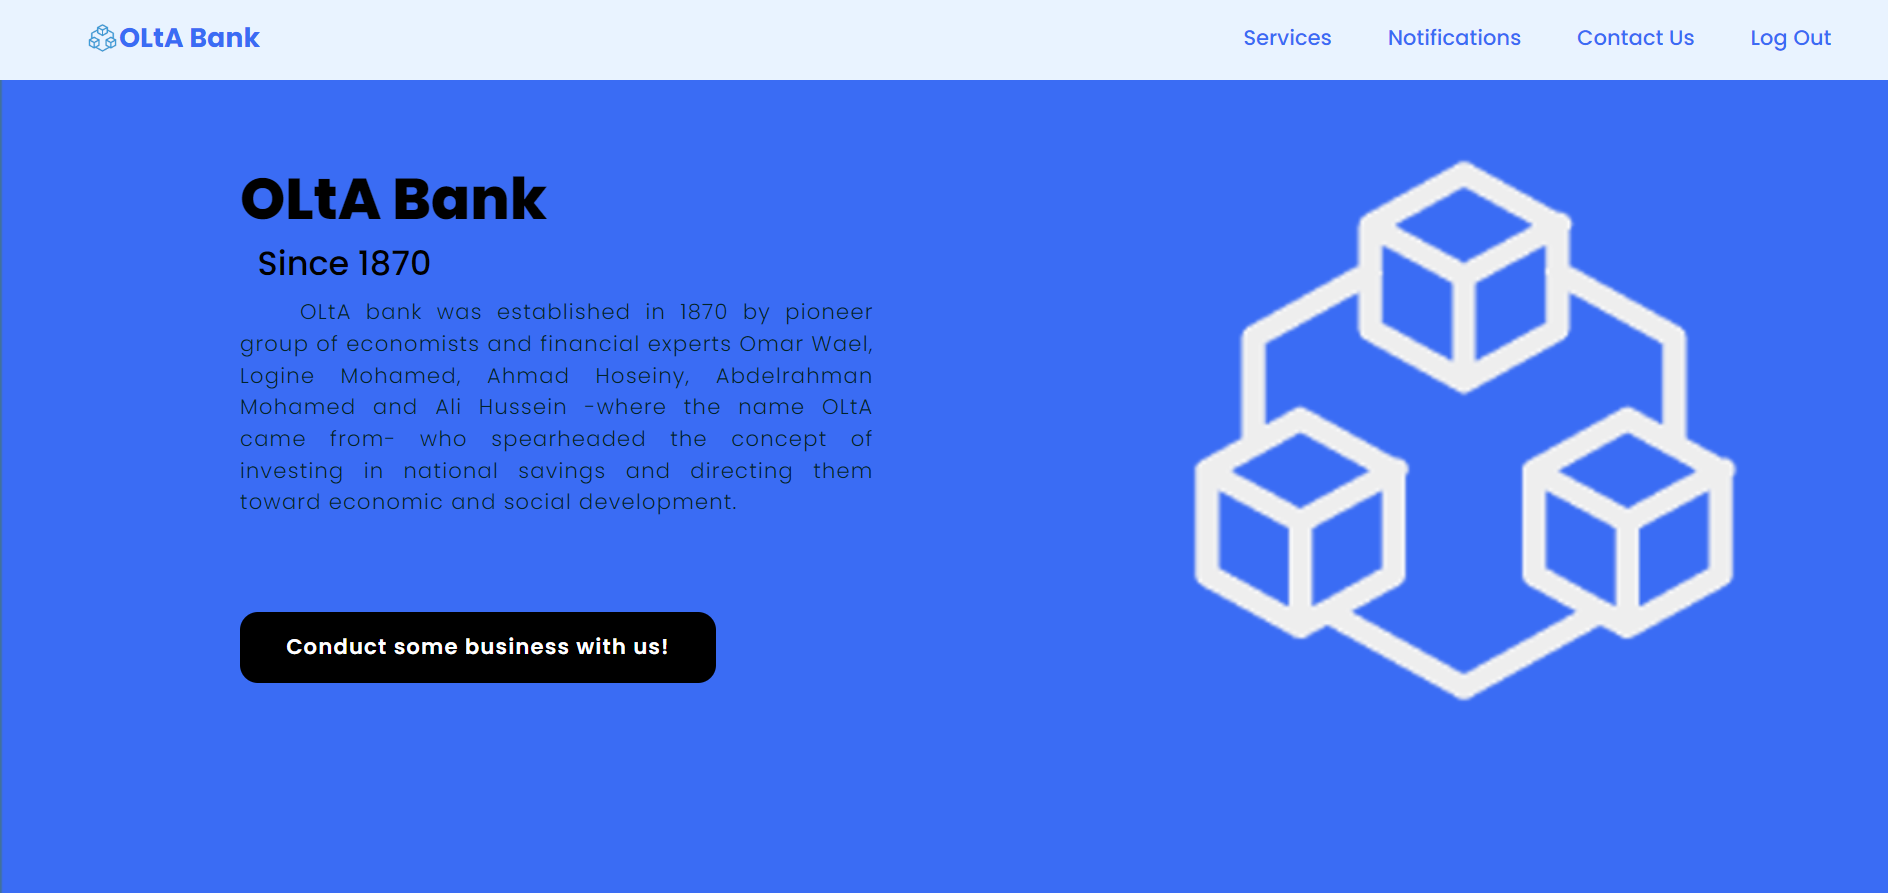 OLtA Bank
Services
Notifications
Contact Us
Log Out
OLtA Bank
Since 1870
OLtA bank was established in 1870 by pioneer
group of economists and financial experts Omar Wael,
Logine Mohamed, Ahmad Hoseiny, Abdelrahman
Mohamed and Ali Hussein -where the name OLtA
came from- who spearheaded the concept of
investing in national savings and directing them
toward economic and social development.
Conduct some business with us!